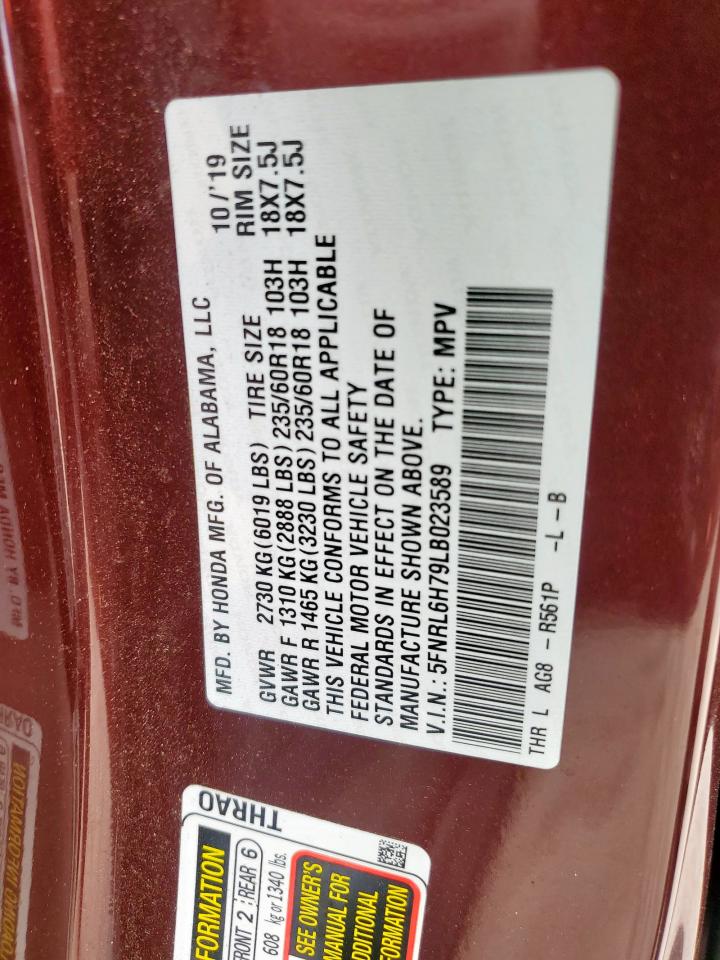 MFD. BY HONDA MFG. OF ALABAMA, LLC 10/'19
GVWR 2730 KG (6019 LBS) TIRE SIZE RIM SIZE
GAWR F 1310 KG (2888 LBS) 235/60R18 103H 18X7.5J
GAWR R 1465 KG (3230 LBS) 235/60R18 103H 18X7.5J
THIS VEHICLE CONFORMS TO ALL APPLICABLE
FEDERAL MOTOR VEHICLE SAFETY
STANDARDS IN EFFECT ON THE DATE OF
MANUFACTURE SHOWN ABOVE.
V.I.N.: 5FNRL6H79LB023589 TYPE: MPV
THR L AG8 -R561P -L -B
THRA0
FORMATION
FRONT 2 REAR 6
608 kg or 1340 lbs.
SEE OWNER'S
MANUAL FOR
ADDITIONAL
FORMATION